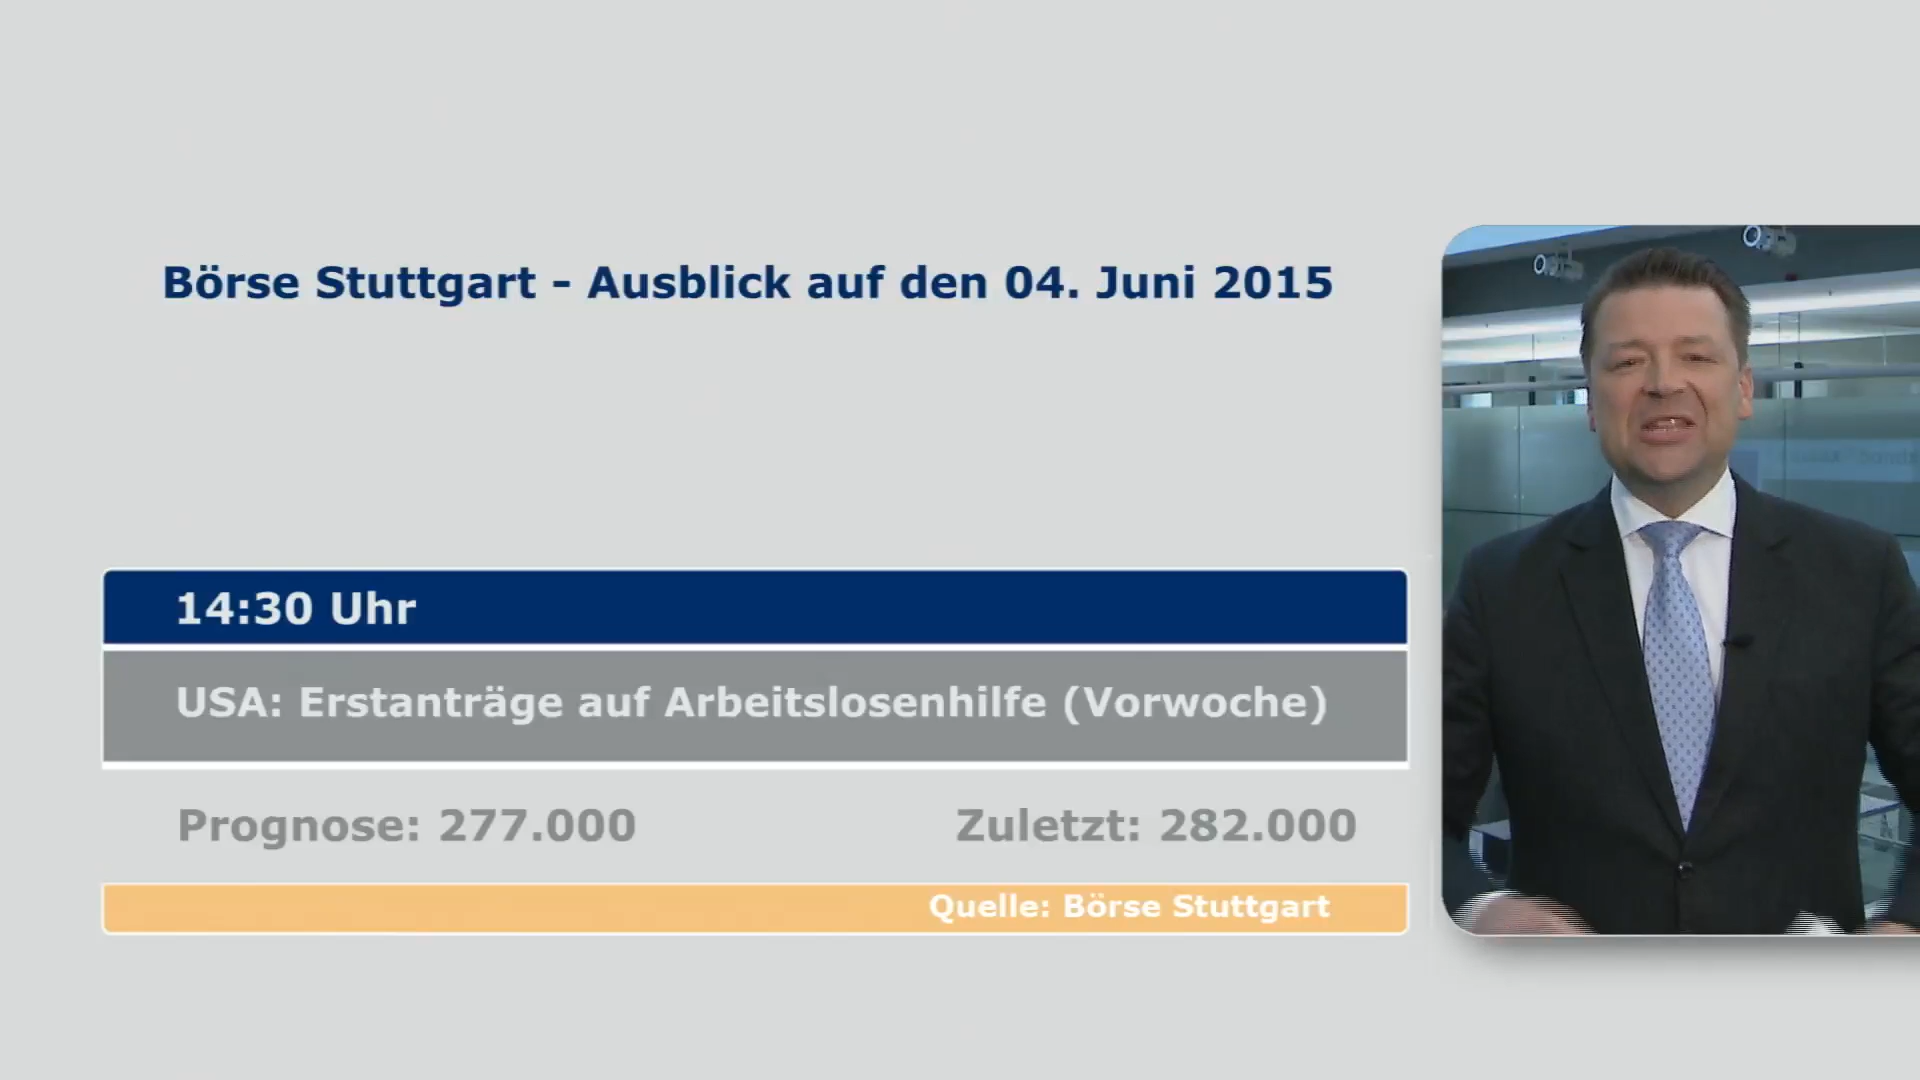 Börse Stuttgart - Ausblick auf den 04. Juni 2015
14:30 Uhr
USA: Erstanträge auf Arbeitslosenhilfe (Vorwoche)
Prognose: 277.000 Zuletzt: 282.000
Quelle: Börse Stuttgart